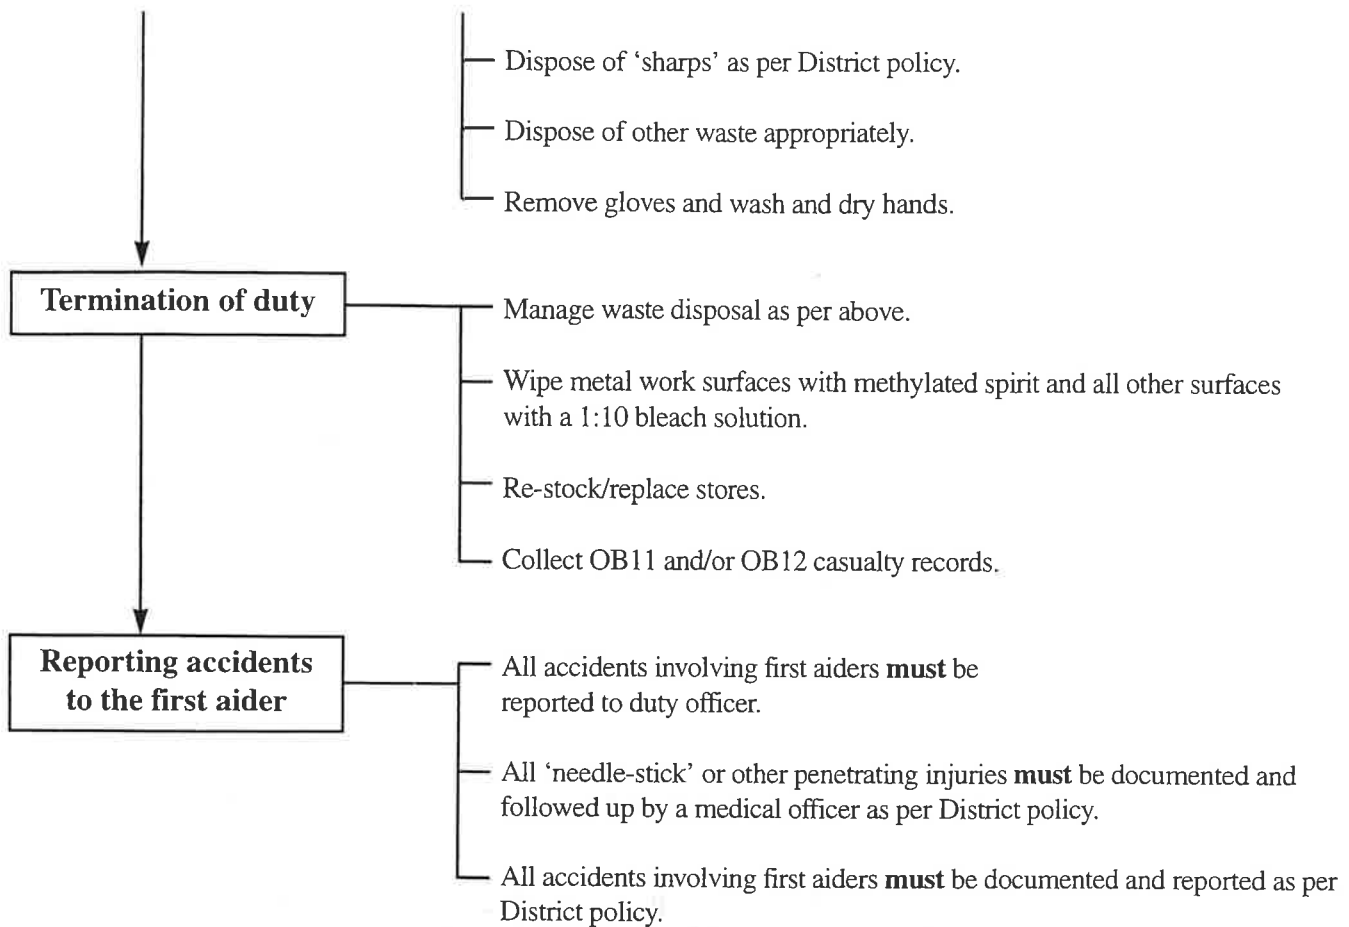 Dispose of ‘sharps’ as per District policy.
Dispose of other waste appropriately.
Remove gloves and wash and dry hands.
Termination of duty
Manage waste disposal as per above.
Wipe metal work surfaces with methylated spirit and all other surfaces
with a 1:10 bleach solution.
Re-stock/replace stores.
Collect OB11 and/or OB12 casualty records.
Reporting accidents
to the first aider
All accidents involving first aiders must be
reported to duty officer.
All ‘needle-stick’ or other penetrating injuries must be documented and
followed up by a medical officer as per District policy.
All accidents involving first aiders must be documented and reported as per
District policy.